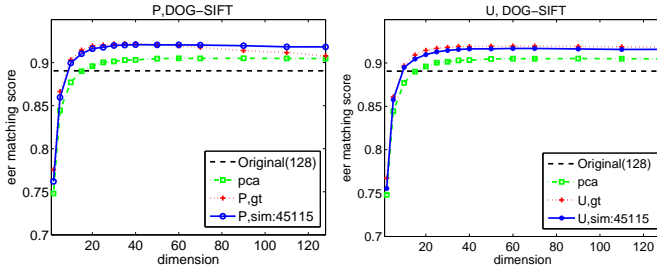 P,DOG-SIFT
eer matching score
0.9
0.85
0.8
0.75
0.7
20 40 60 80 100 120
dimension
Original(128)
pca
P,gt
P,sim:45115
U, DOG-SIFT
eer matching score
0.9
0.85
0.8
0.75
0.7
20 40 60 80 100 120
dimension
Original(128)
pca
U,gt
U,sim:45115